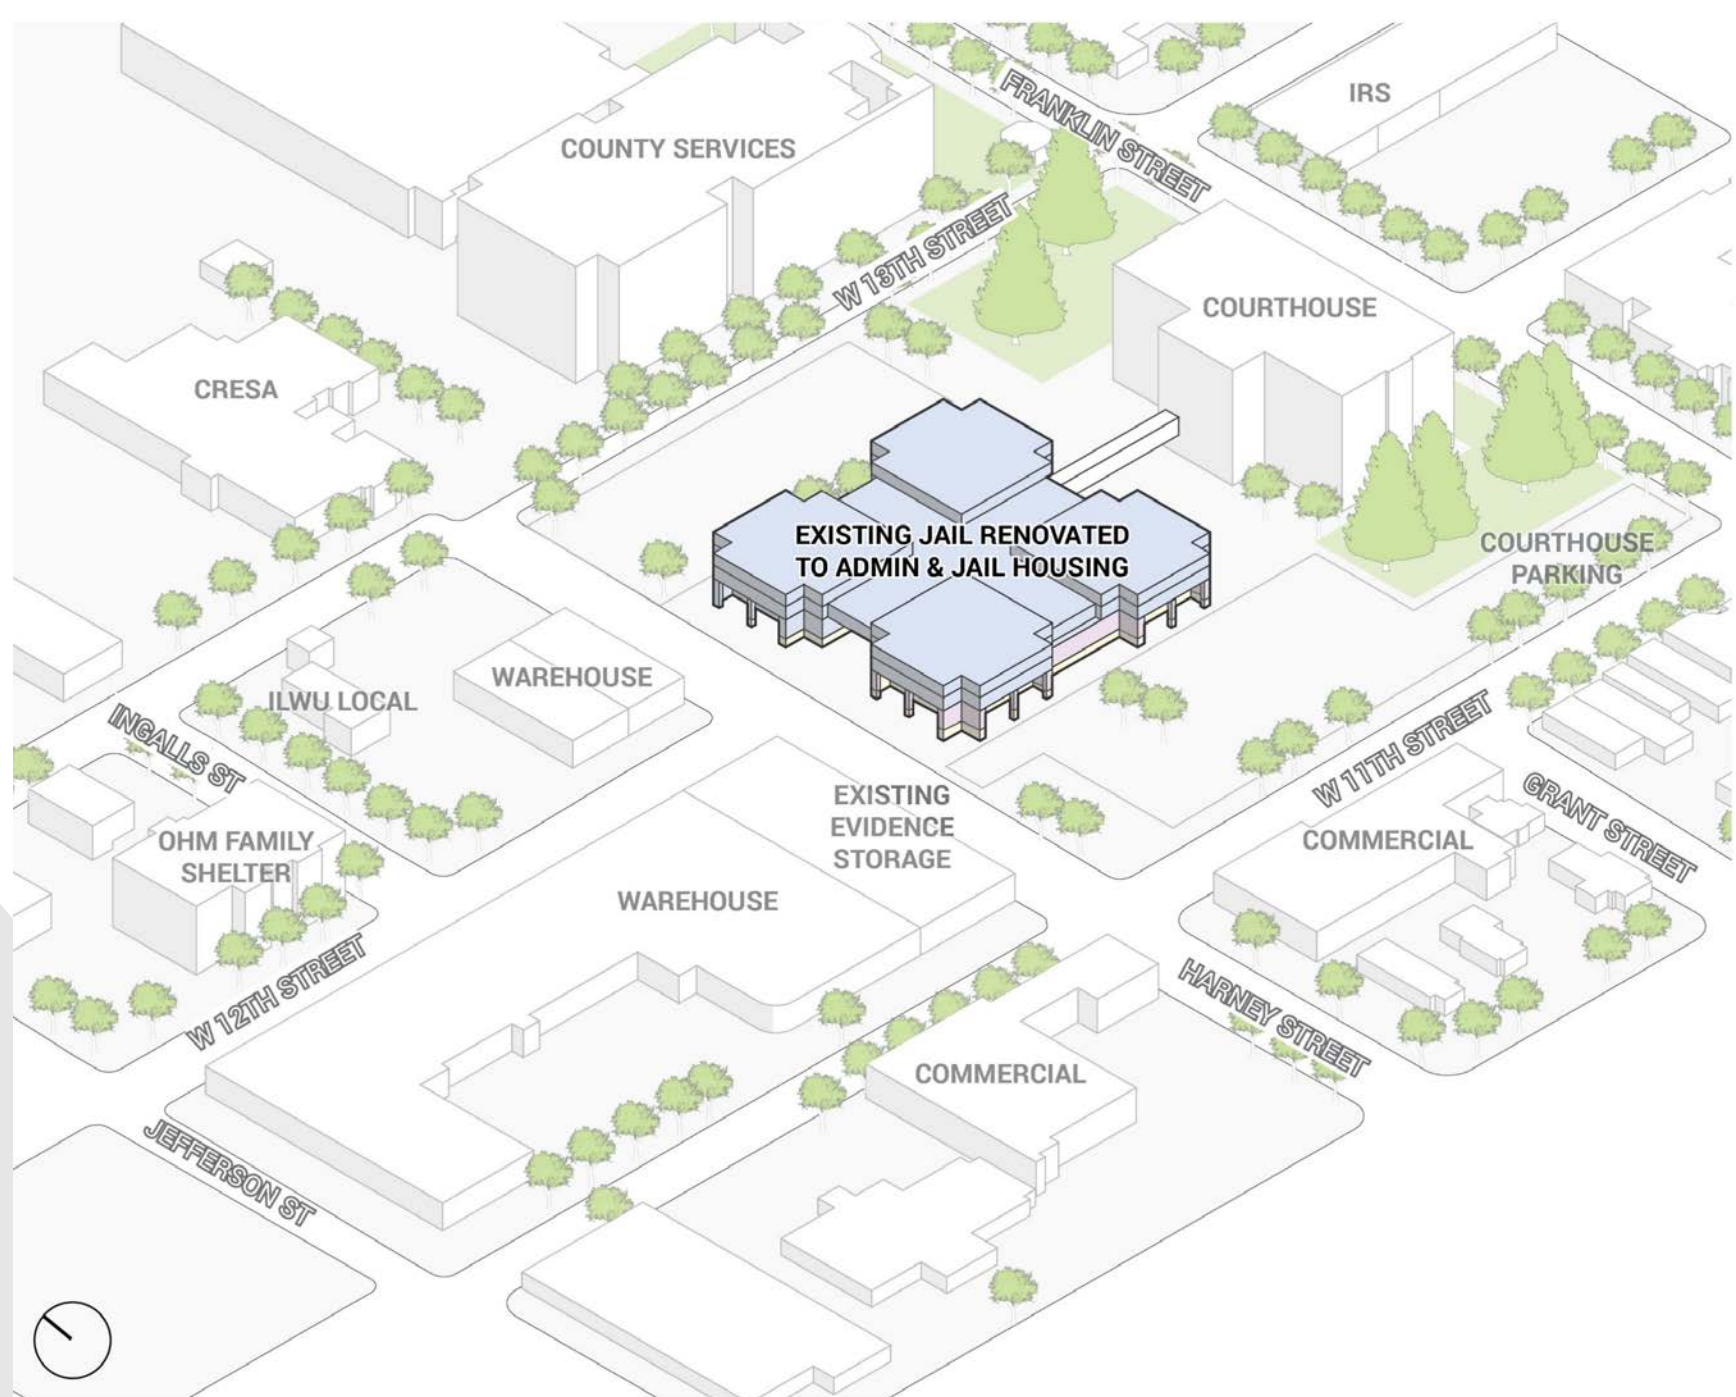 FRANKLIN STREET
IRS
COUNTY SERVICES
W 13TH STREET
COURTHOUSE
CRESA
EXISTING JAIL RENOVATED
TO ADMIN & JAIL HOUSING
COURTHOUSE
PARKING
WAREHOUSE
ILWU LOCAL
INGALLS ST
W 11TH STREET
GRANT STREET
EXISTING
EVIDENCE
STORAGE
OHM FAMILY
SHELTER
COMMERCIAL
WAREHOUSE
W 12TH STREET
HARNEY STREET
COMMERCIAL
JEFFERSON ST